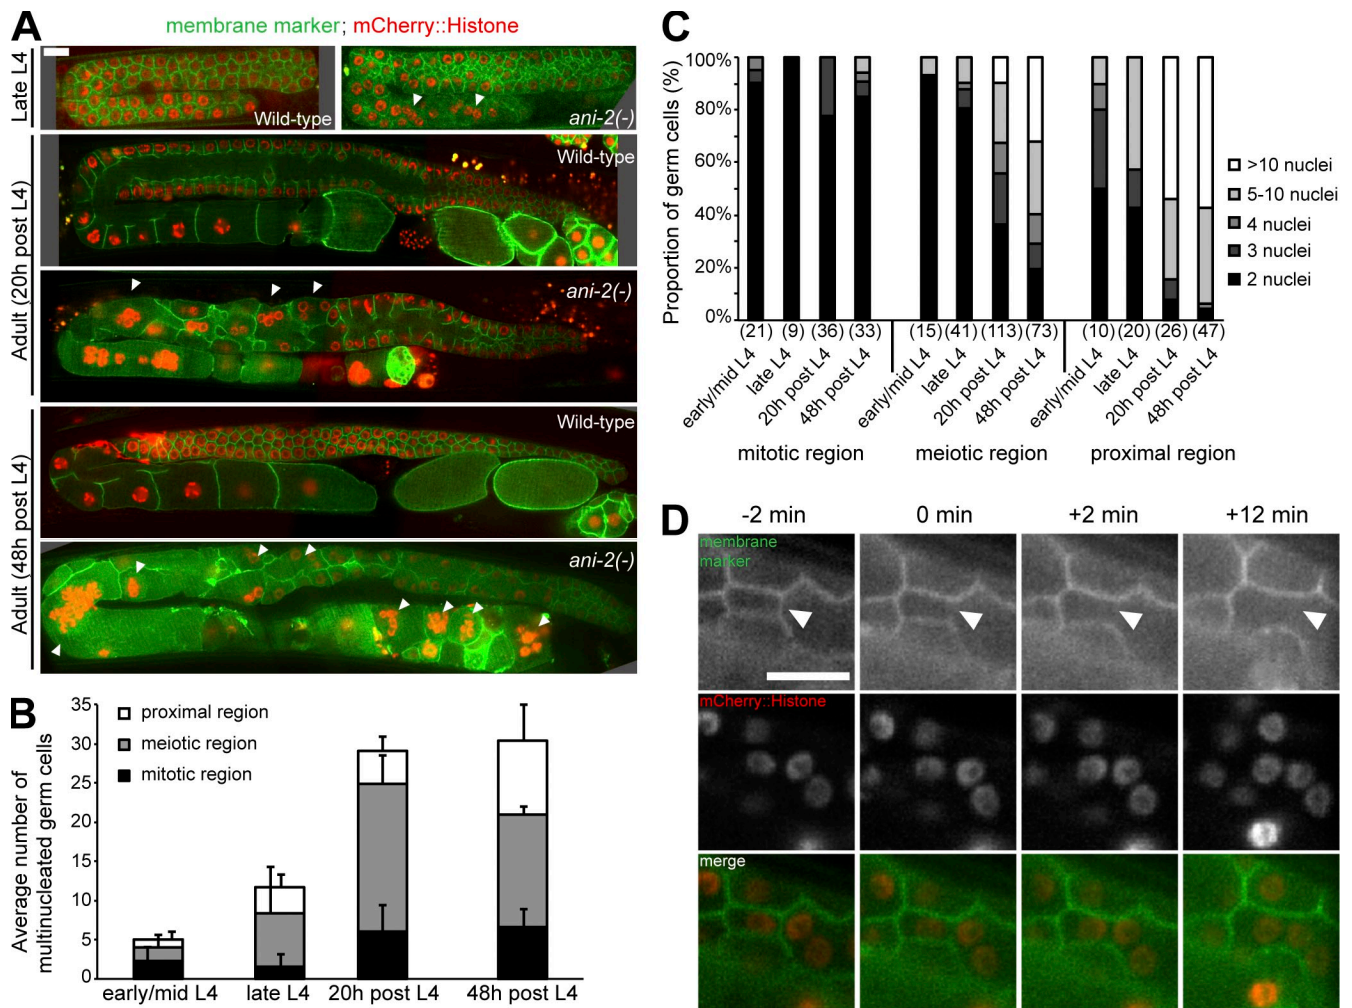 A
membrane marker; mCherry::Histone
Late L4
Wild-type
ani-2(-)
Adult (20h post L4)
Wild-type
ani-2(-)
Adult (48h post L4)
Wild-type
ani-2(-)
B
Average number of
multinucleated germ cells
35
30
25
20
15
10
5
0
proximal region
meiotic region
mitotic region
early/mid L4 late L4 20h post L4 48h post L4
C
Proportion of germ cells (%)
100%
80%
60%
40%
20%
0%
>10 nuclei
5-10 nuclei
4 nuclei
3 nuclei
2 nuclei
(21) (9) (36) (33) (15) (41) (113) (73) (10) (20) (26) (47)
early/mid L4 late L4 20h post L4 48h post L4 early/mid L4 late L4 20h post L4 48h post L4 early/mid L4 late L4 20h post L4 48h post L4
mitotic region meiotic region proximal region
D
-2 min 0 min +2 min +12 min
membrane
marker
mCherry::Histone
merge